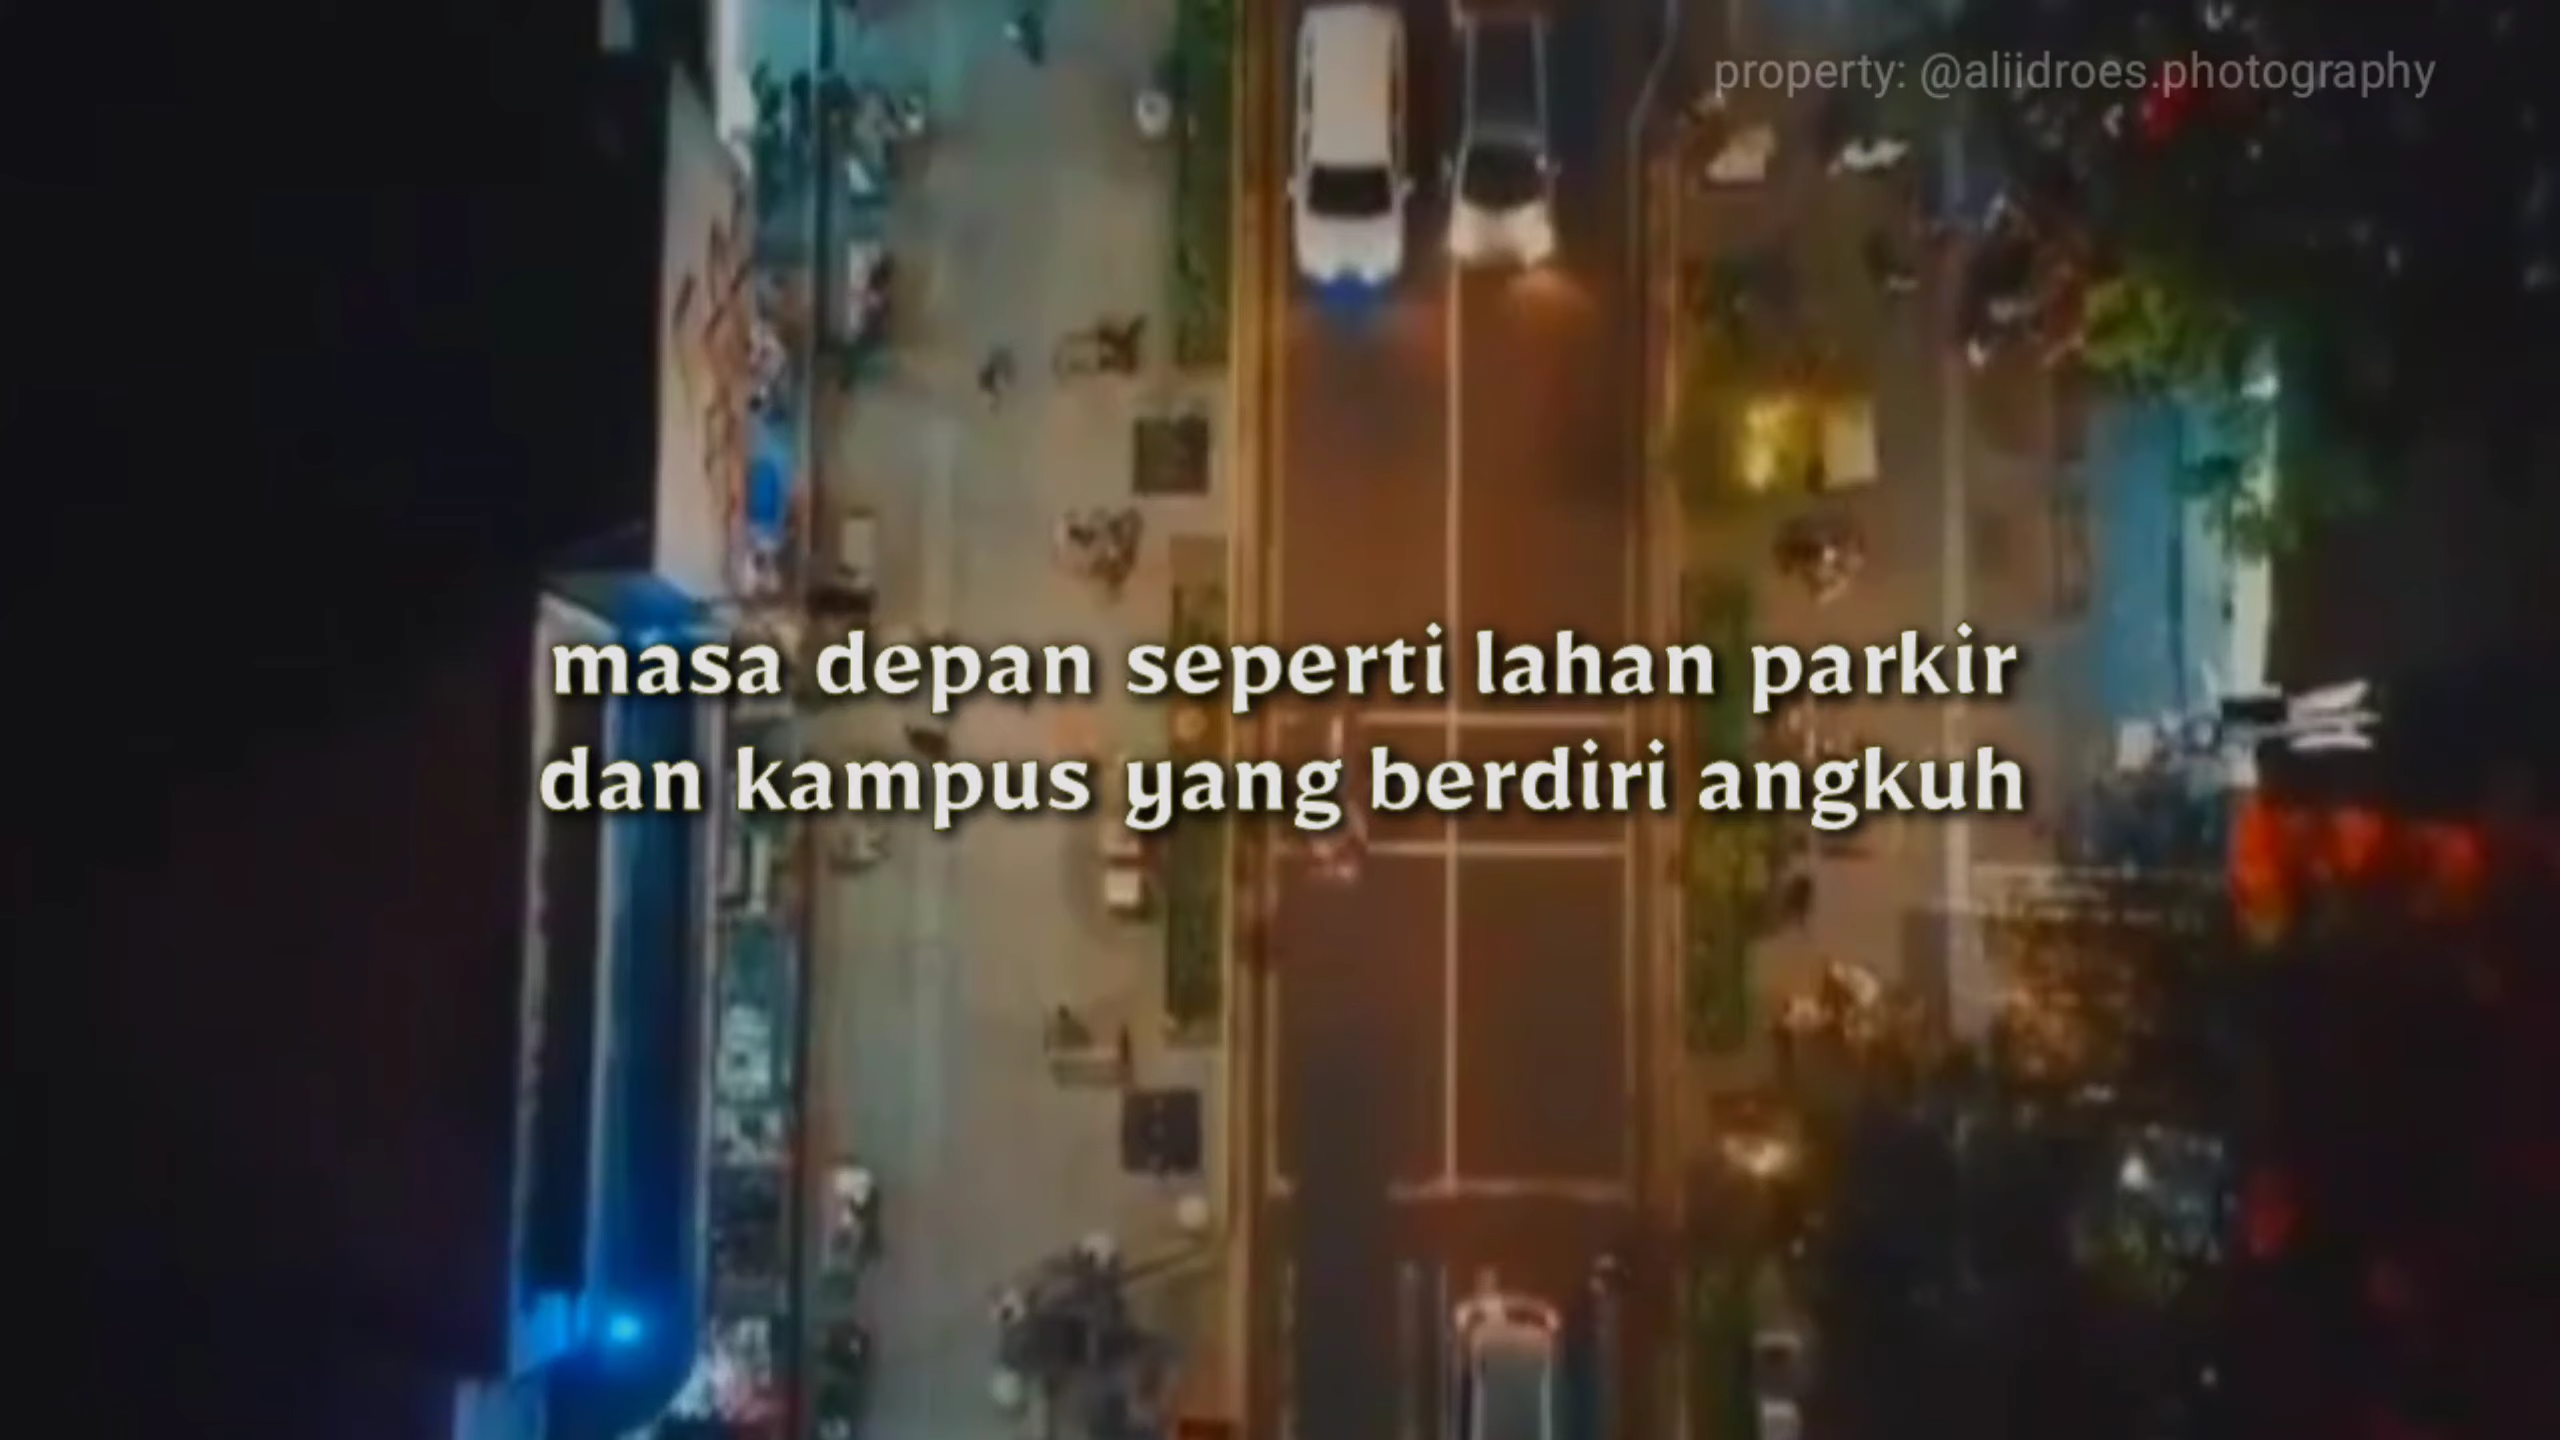 property: @aliidroes.photography
masa depan seperti lahan parkir
dan kampus yang berdiri angkuh